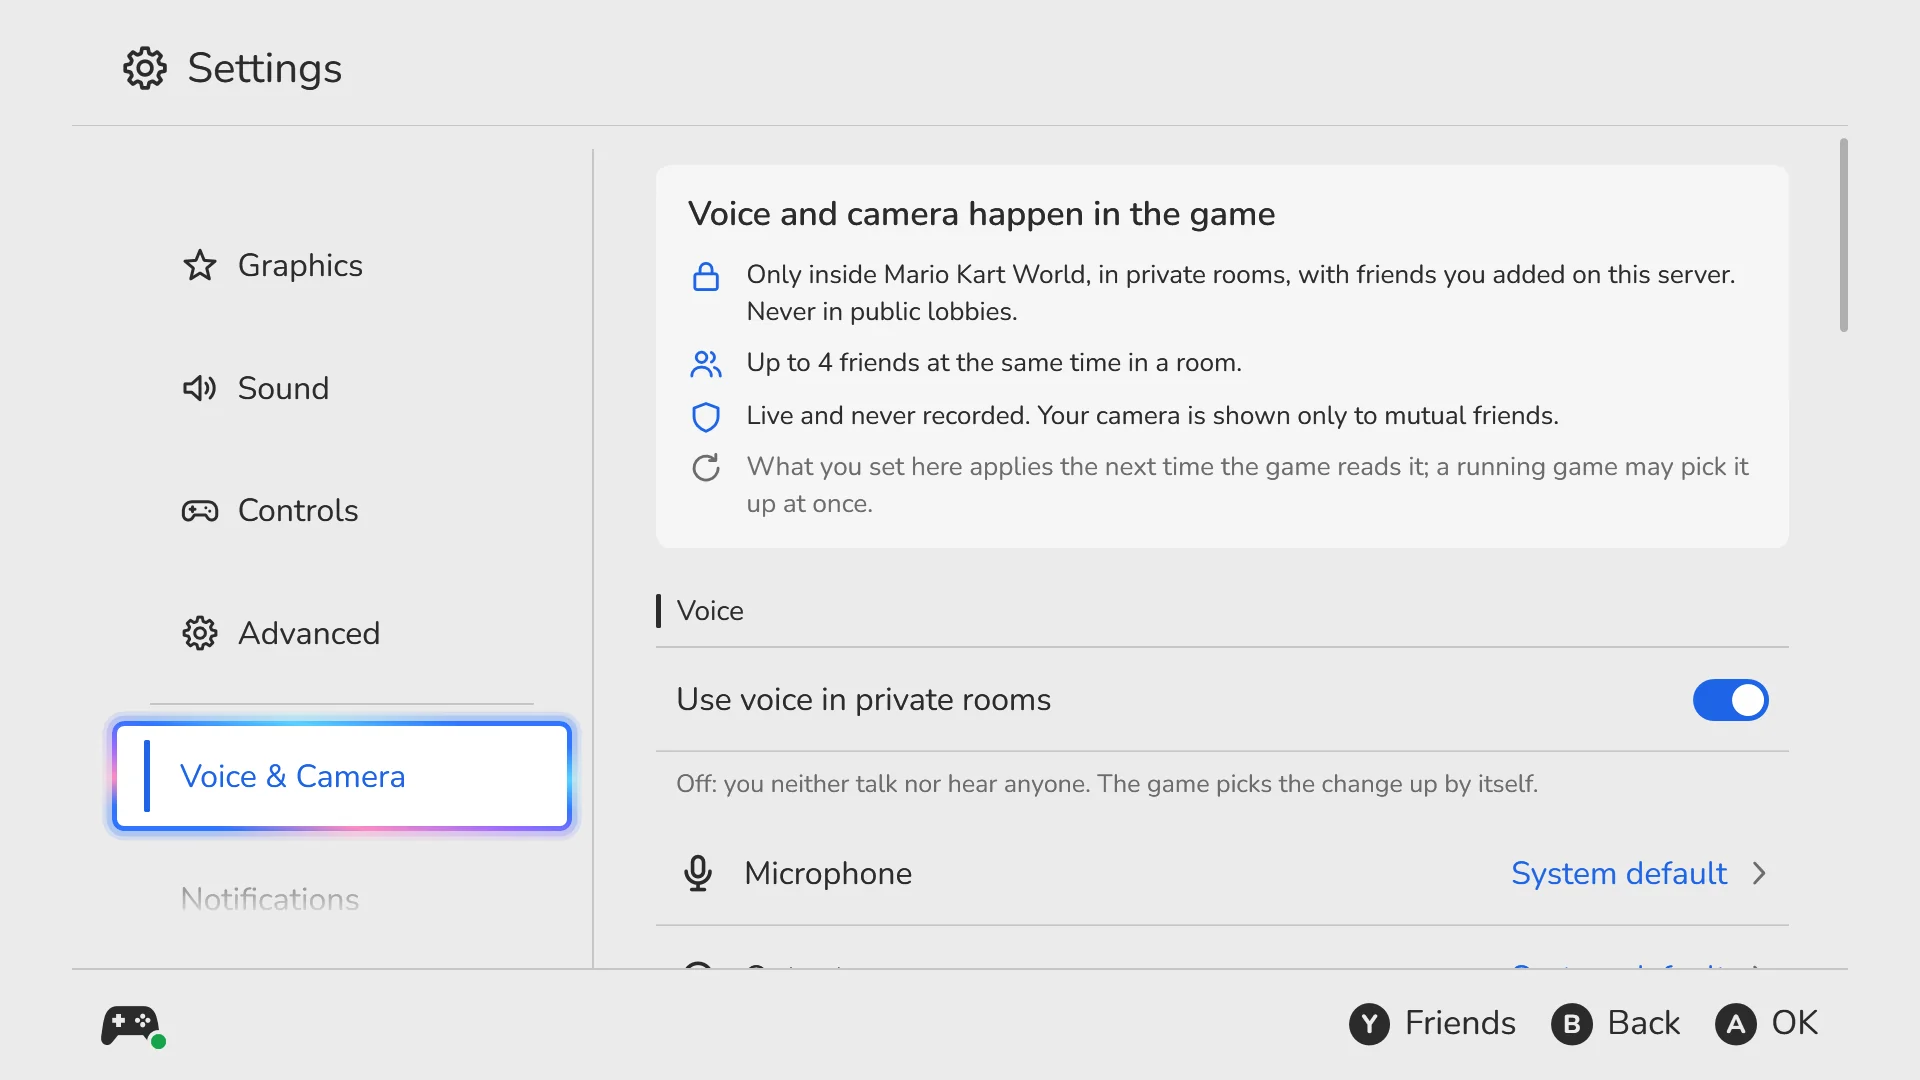 Settings
Graphics
Sound
Controls
Advanced
Voice & Camera
Notifications
Voice and camera happen in the game
Only inside Mario Kart World, in private rooms, with friends you added on this server.
Never in public lobbies.
Up to 4 friends at the same time in a room.
Live and never recorded. Your camera is shown only to mutual friends.
What you set here applies the next time the game reads it; a running game may pick it
up at once.
Voice
Use voice in private rooms
Off: you neither talk nor hear anyone. The game picks the change up by itself.
Microphone System default
Y Friends B Back A OK